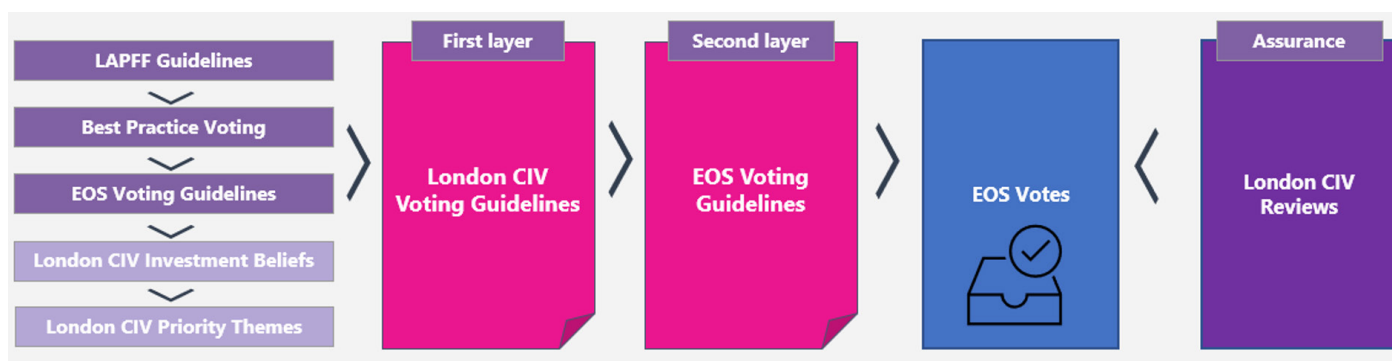 LAPFF Guidelines
Best Practice Voting
EOS Voting Guidelines
London CIV Investment Beliefs
London CIV Priority Themes
First layer
London CIV
Voting Guidelines
Second layer
EOS Voting
Guidelines
EOS Votes
Assurance
London CIV
Reviews